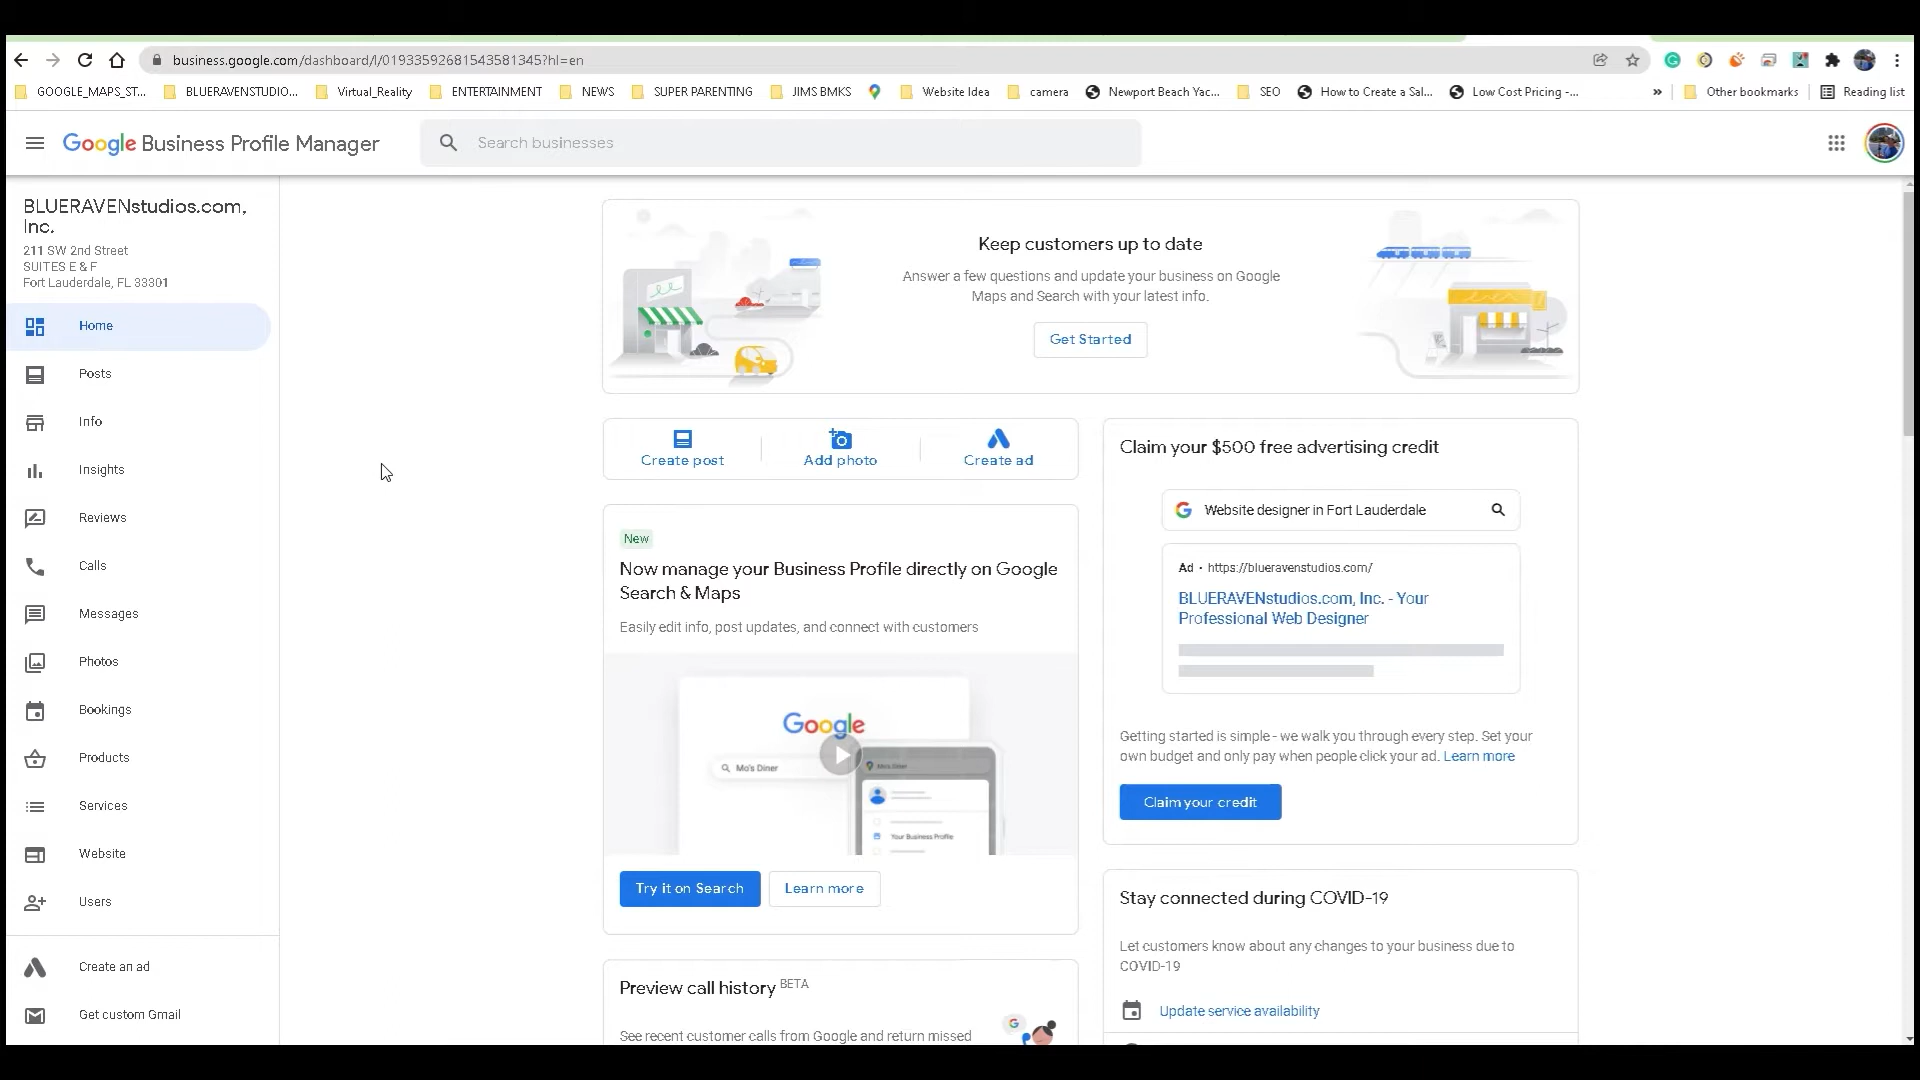 business.google.com/dashboard/l/01933592681543581345?hl=en
GOOGLE_MAPS_ST...
BLUERAVENSTUDIO...
Virtual_Reality
ENTERTAINMENT
NEWS
SUPER PARENTING
JIMS BMKS
Website Idea
camera
Newport Beach Yac...
SEO
How to Create a Sal...
Low Cost Pricing -...
»
Other bookmarks
Reading list
Google Business Profile Manager
Search businesses
BLUERAVENstudios.com,
Inc.
211 SW 2nd Street
SUITES E & F
Fort Lauderdale, FL 33301
Home
Posts
Info
Insights
Reviews
Calls
Messages
Photos
Bookings
Products
Services
Website
Users
Create an ad
Get custom Gmail
Keep customers up to date
Answer a few questions and update your business on Google
Maps and Search with your latest info.
Get Started
Create post
Add photo
Create ad
New
Now manage your Business Profile directly on Google
Search & Maps
Easily edit info, post updates, and connect with customers
Google
Mo's Diner
Mo's Diner
Your Business Profile
Try it on Search
Learn more
Preview call history BETA
See recent customer calls from Google and return missed
Claim your $500 free advertising credit
Website designer in Fort Lauderdale
Ad · https://blueravenstudios.com/
BLUERAVENstudios.com, Inc. - Your
Professional Web Designer
Getting started is simple - we walk you through every step. Set your
own budget and only pay when people click your ad. Learn more
Claim your credit
Stay connected during COVID-19
Let customers know about any changes to your business due to
COVID-19
Update service availability